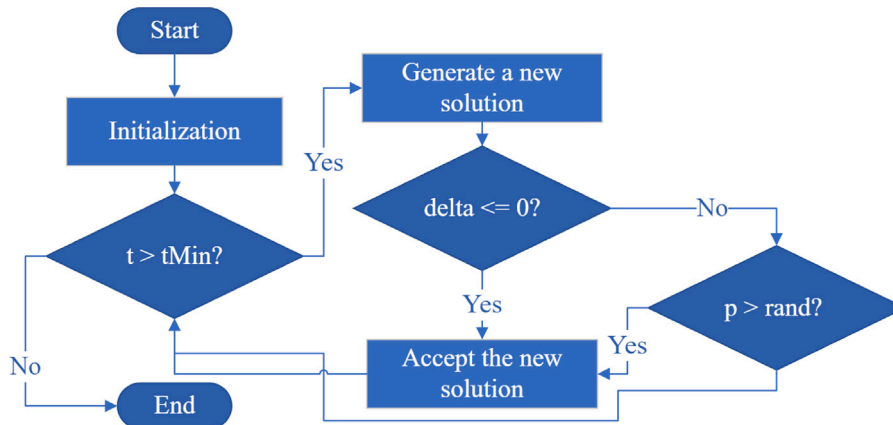 Start
Initialization
t > tMin?
Yes
No
End
Generate a new
solution
delta <= 0?
Yes
No
p > rand?
Yes
Accept the new
solution